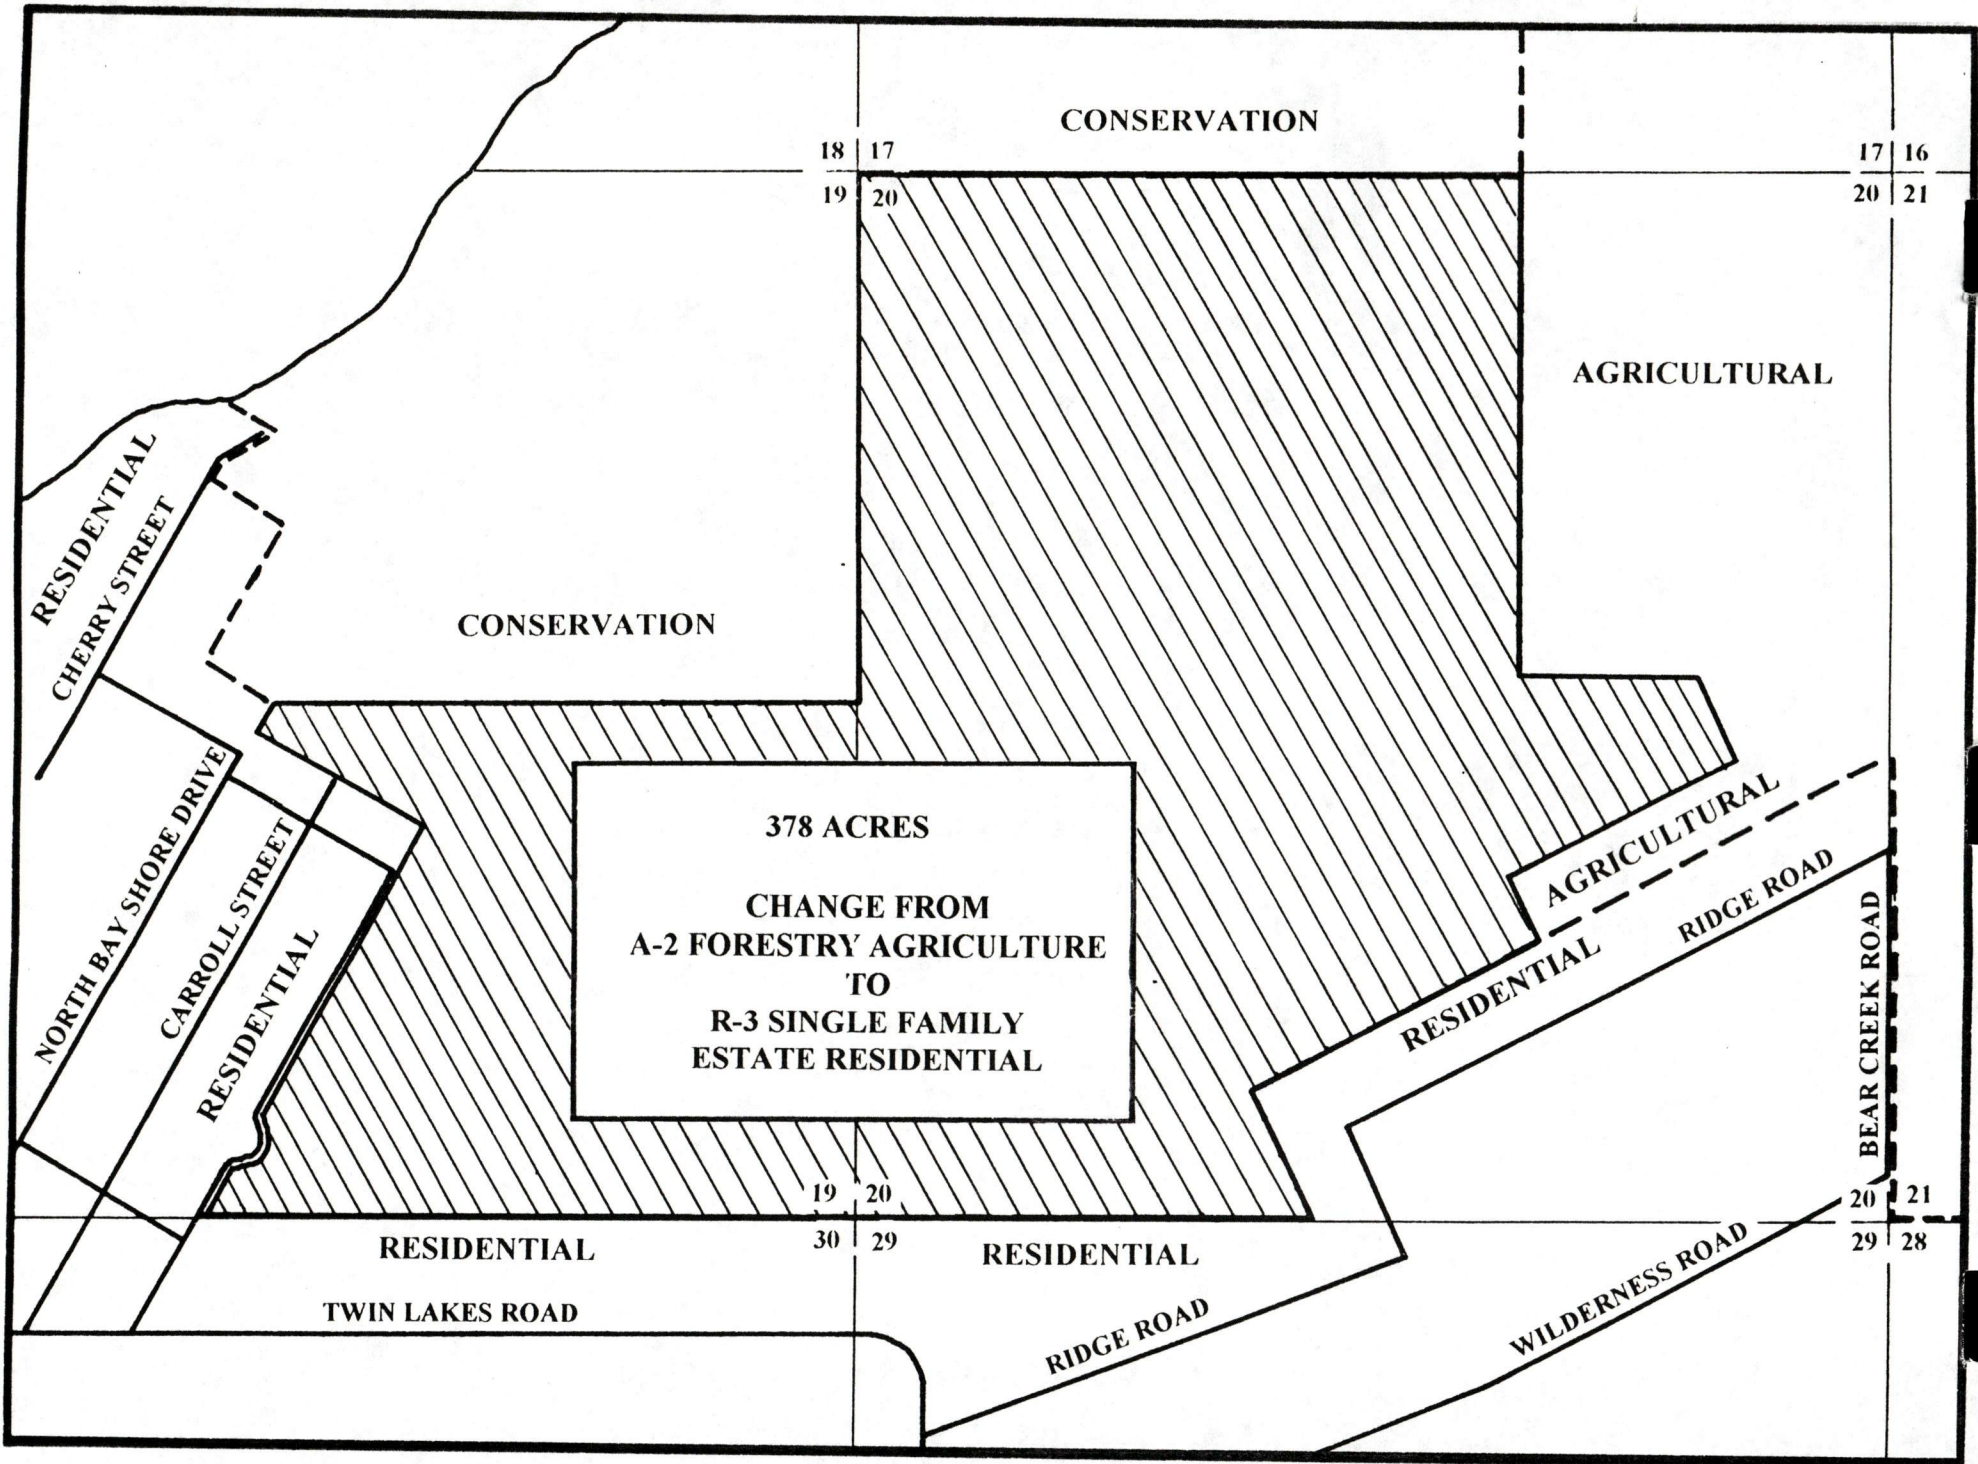 CONSERVATION
18 17
19 20
17 16
20 21
AGRICULTURAL
RESIDENTIAL
CHERRY STREET
CONSERVATION
NORTH BAY SHORE DRIVE
CARROLL STREET
RESIDENTIAL
378 ACRES
CHANGE FROM
A-2 FORESTRY AGRICULTURE
TO
R-3 SINGLE FAMILY
ESTATE RESIDENTIAL
AGRICULTURAL
RIDGE ROAD
RESIDENTIAL
BEAR CREEK ROAD
19 20
30 29
20 21
29 28
RESIDENTIAL
RESIDENTIAL
TWIN LAKES ROAD
RIDGE ROAD
WILDERNESS ROAD